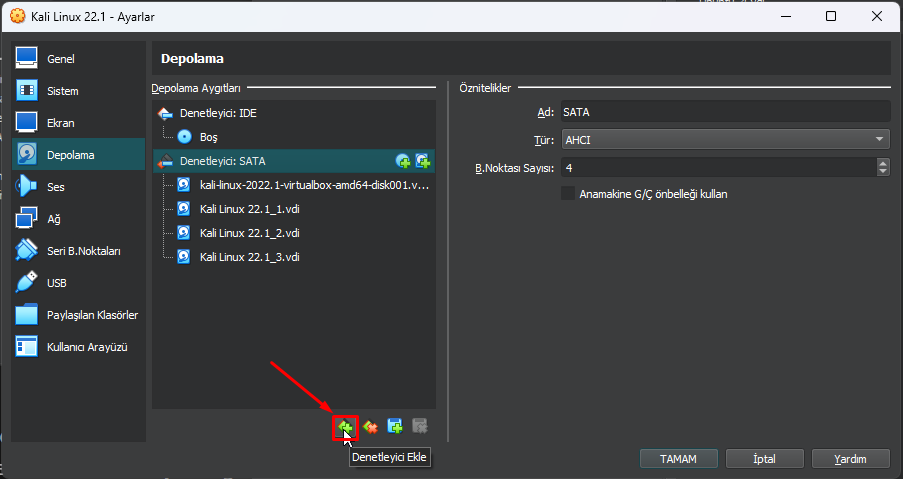 Kali Linux 22.1 - Ayarlar
Genel
Sistem
Ekran
Depolama
Ses
Ağ
Seri B.Noktaları
USB
Paylaşılan Klasörler
Kullanıcı Arayüzü
Depolama
Depolama Aygıtları
Denetleyici: IDE
Boş
Denetleyici: SATA
kali-linux-2022.1-virtualbox-amd64-disk001.v...
Kali Linux 22.1_1.vdi
Kali Linux 22.1_2.vdi
Kali Linux 22.1_3.vdi
Denetleyici Ekle
Öznitelikler
Ad: SATA
Tür: AHCI
B.Noktası Sayısı: 4
Anamakine G/Ç önbelleği kullan
TAMAM
İptal
Yardım